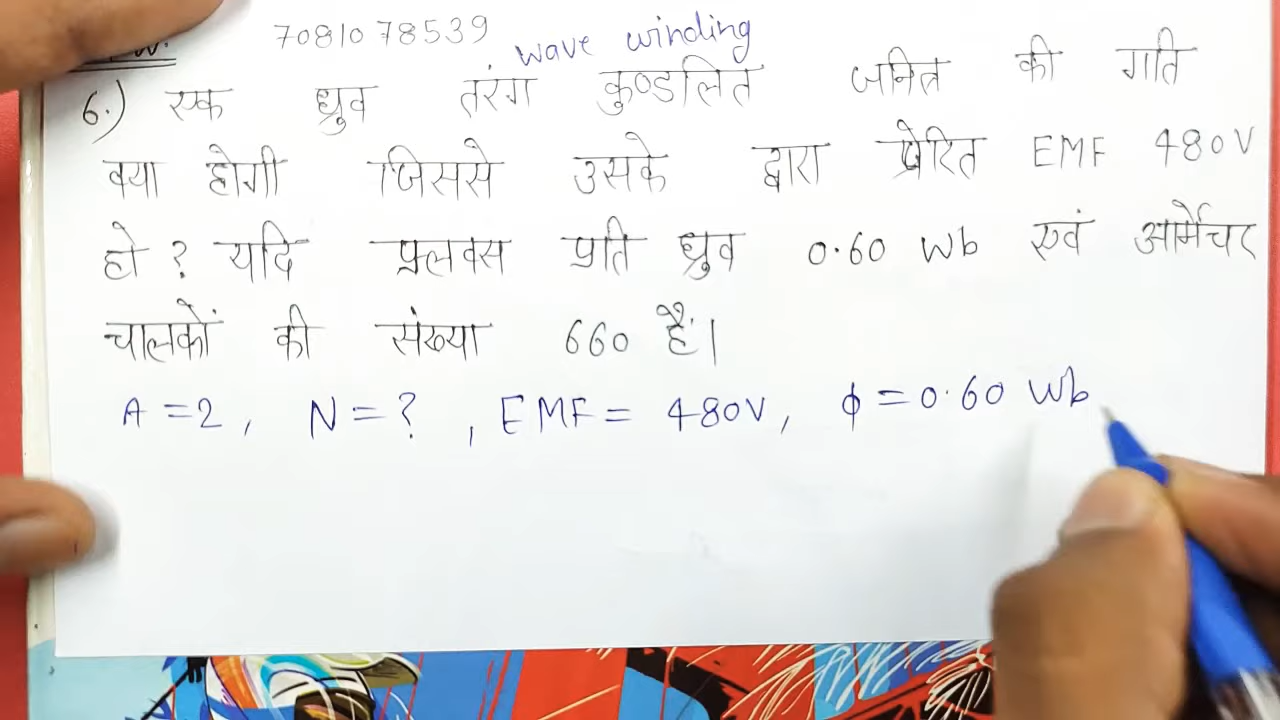 7081078539
wave winding
6.) एक ध्रुव तरंग कुण्डलित जनित्र की गति
क्या होगी जिससे उसके द्वारा प्रेरित EMF 480V
हो ? यदि फ्लक्स प्रति ध्रुव 0.60 Wb एवं आर्मेचर
चालकों की संख्या 660 हैं।
A = 2, N = ?, EMF = 480V, ϕ = 0.60 Wb